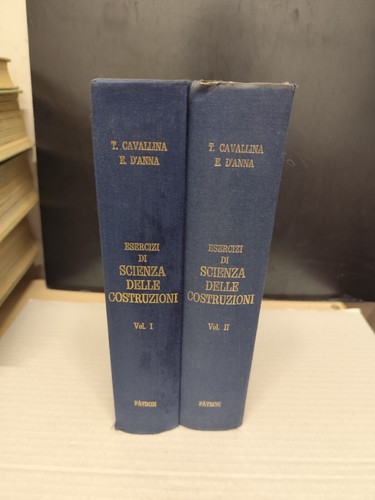 T. CAVALLINA
E. D'ANNA
ESERCIZI
DI
SCIENZA
DELLE
COSTRUZIONI
Vol. I
PÀTRON
T. CAVALLINA
E. D'ANNA
ESERCIZI
DI
SCIENZA
DELLE
COSTRUZIONI
Vol. II
PÀTRON